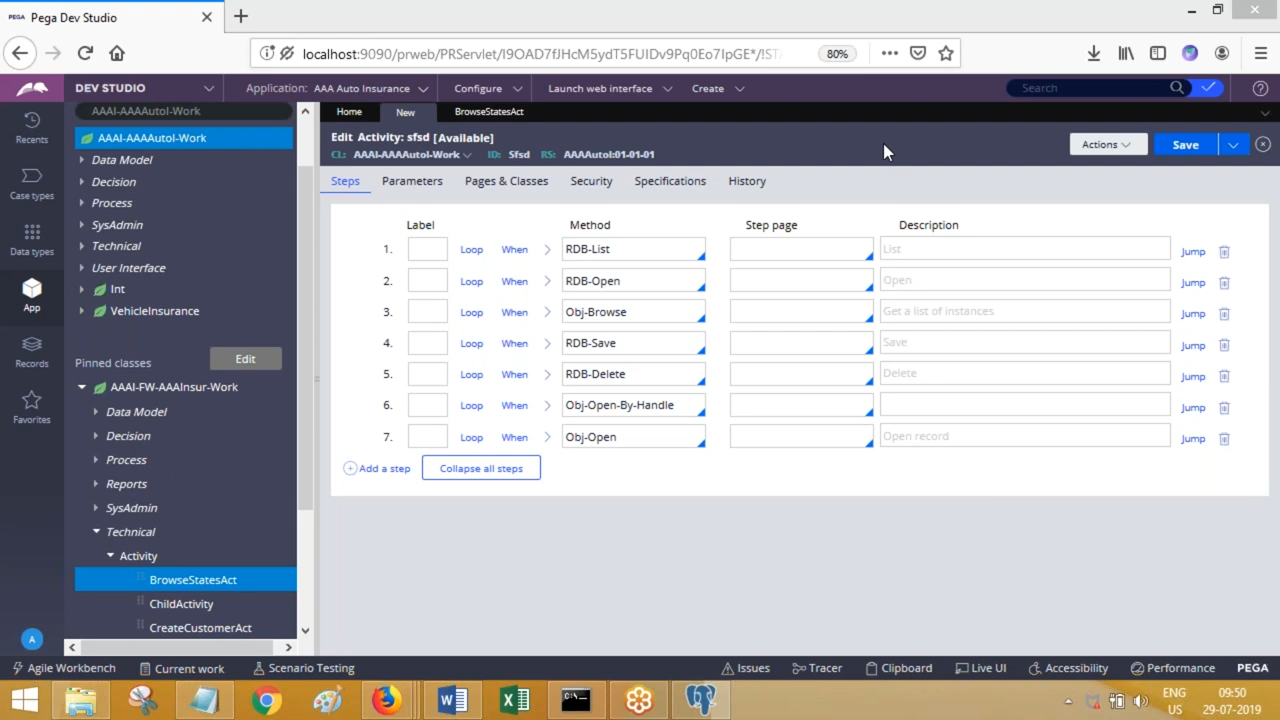 PEGA Pega Dev Studio
localhost:9090/prweb/PRServlet/I9OAD7fJHcM5ydT5FUIDv9Pq0Eo7IpGE*/!ST 80%
DEV STUDIO Application: AAA Auto Insurance Configure Launch web interface Create Search
Recents
Case types
Data types
App
Records
Favorites
A
AAAI-AAAAutoI-Work
AAAI-AAAAutoI-Work
Data Model
Decision
Process
SysAdmin
Technical
User Interface
Int
VehicleInsurance
Pinned classes Edit
AAAI-FW-AAAInsur-Work
Data Model
Decision
Process
Reports
SysAdmin
Technical
Activity
BrowseStatesAct
ChildActivity
CreateCustomerAct
Home New BrowseStatesAct
Edit Activity: sfsd [Available]
CL: AAAI-AAAAutoI-Work ID: Sfsd RS: AAAAutoI:01-01-01
Actions Save
Steps Parameters Pages & Classes Security Specifications History
Label Method Step page Description
1. Loop When RDB-List List Jump
2. Loop When RDB-Open Open Jump
3. Loop When Obj-Browse Get a list of instances Jump
4. Loop When RDB-Save Save Jump
5. Loop When RDB-Delete Delete Jump
6. Loop When Obj-Open-By-Handle Jump
7. Loop When Obj-Open Open record Jump
Add a step Collapse all steps
Agile Workbench Current work Scenario Testing Issues Tracer Clipboard Live UI Accessibility Performance PEGA
ENG 09:50
US 29-07-2019